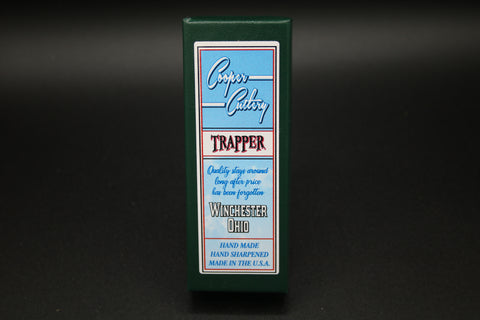 Cooper
Cutlery
TRAPPER
Quality stays around
long after price
has been forgotten
WINCHESTER
OHIO
HAND MADE
HAND SHARPENED
MADE IN THE U.S.A.